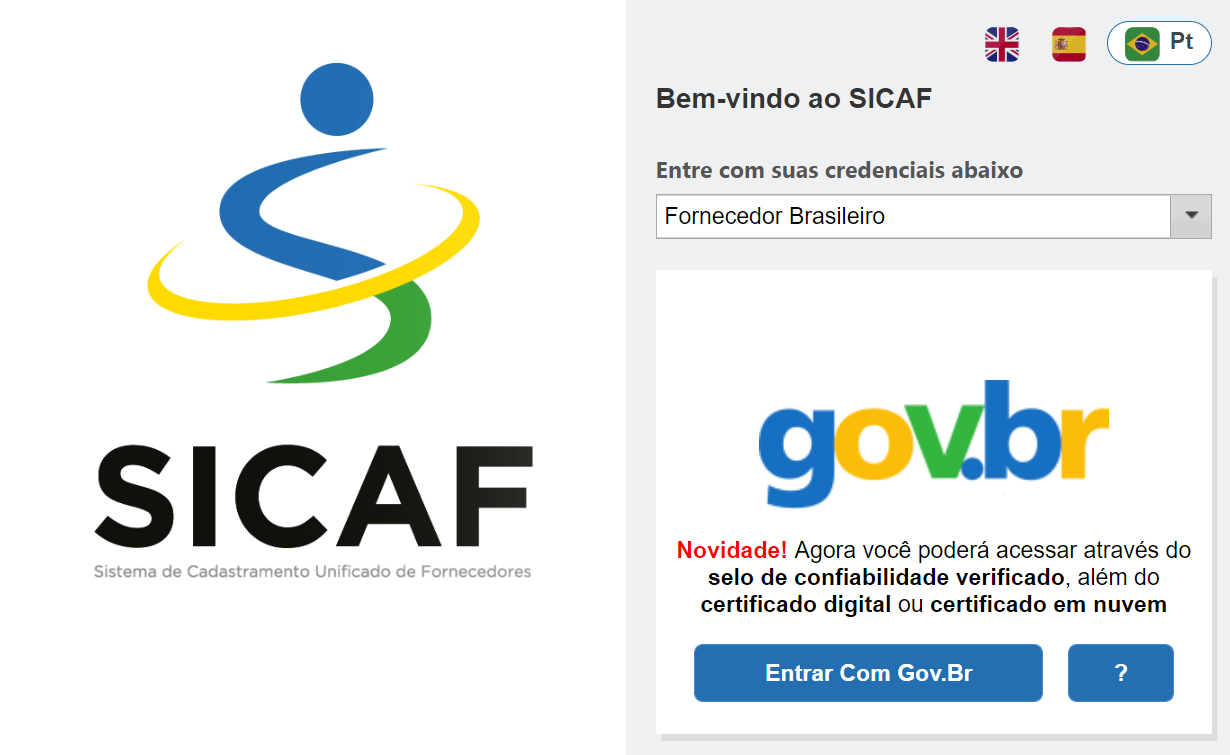 SICAF
Sistema de Cadastramento Unificado de Fornecedores
Pt
Bem-vindo ao SICAF
Entre com suas credenciais abaixo
Fornecedor Brasileiro
gov.br
Novidade! Agora você poderá acessar através do
selo de confiabilidade verificado, além do
certificado digital ou certificado em nuvem
Entrar Com Gov.Br
?